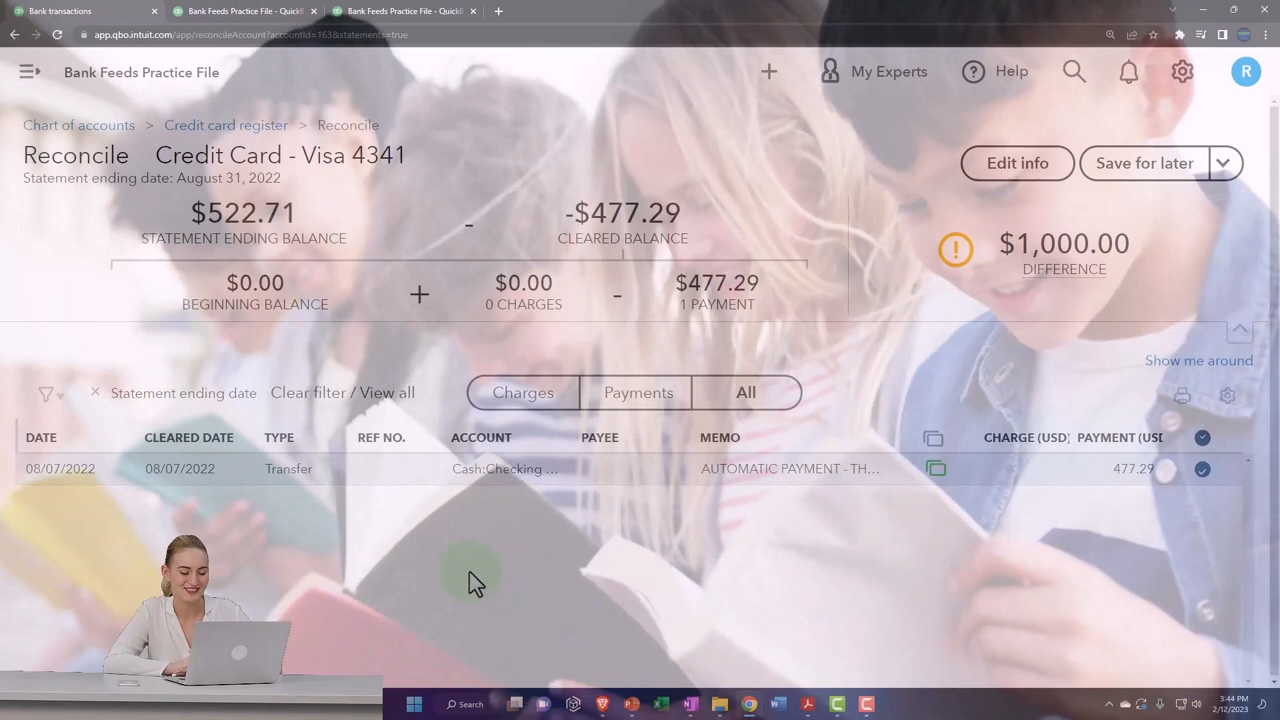 Bank transactions
Bank Feeds Practice File - QuickB
Bank Feeds Practice File - QuickB
app.qbo.intuit.com/app/reconcileAccount?accountId=163&statements=true
Bank Feeds Practice File
My Experts
Help
R
Chart of accounts > Credit card register > Reconcile
Reconcile Credit Card - Visa 4341
Edit info
Save for later
Statement ending date: August 31, 2022
$522.71
-
-$477.29
STATEMENT ENDING BALANCE
CLEARED BALANCE
$1,000.00
DIFFERENCE
$0.00
+
$0.00
-
$477.29
BEGINNING BALANCE
0 CHARGES
1 PAYMENT
Show me around
Statement ending date
Clear filter / View all
Charges
Payments
All
DATE CLEARED DATE TYPE REF NO. ACCOUNT PAYEE MEMO CHARGE (USD) PAYMENT (USD
08/07/2022 08/07/2022 Transfer Cash:Checking ... AUTOMATIC PAYMENT - TH... 477.29
Search
3:44 PM
2/12/2023